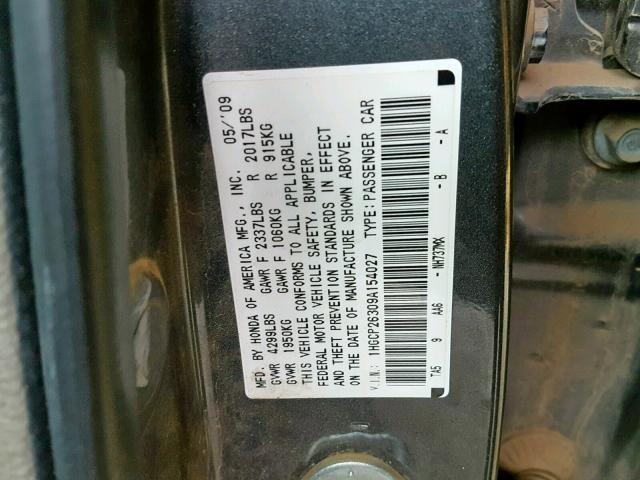 MFD. BY HONDA OF AMERICA MFG., INC. 05/'09
GVWR 4299LBS GAWR F 2337LBS R 2017LBS
GVWR 1950KG GAWR F 1060KG R 915KG
THIS VEHICLE CONFORMS TO ALL APPLICABLE
FEDERAL MOTOR VEHICLE SAFETY, BUMPER,
AND THEFT PREVENTION STANDARDS IN EFFECT
ON THE DATE OF MANUFACTURE SHOWN ABOVE.
V.I.N.: 1HGCP26309A154027 TYPE: PASSENGER CAR
TA5 9 AA6 -NH737MX -B -A